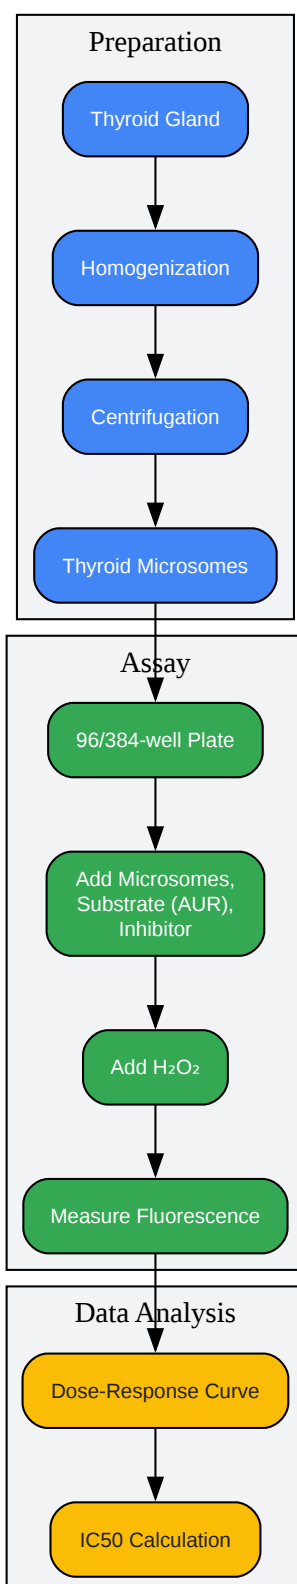 Preparation
Thyroid Gland
Homogenization
Centrifugation
Thyroid Microsomes
Assay
96/384-well Plate
Add Microsomes,
Substrate (AUR),
Inhibitor
Add H₂O₂
Measure Fluorescence
Data Analysis
Dose-Response Curve
IC50 Calculation